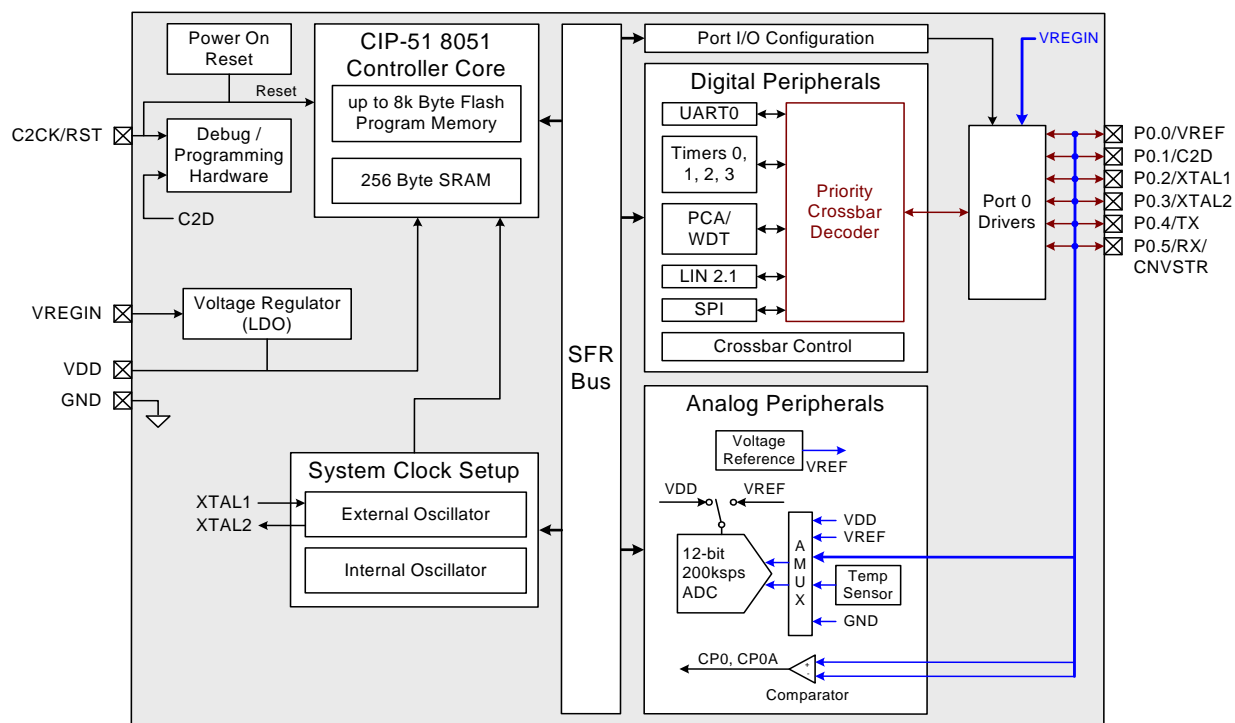 Power On
Reset
Reset
C2CK/RST
Debug /
Programming
Hardware
C2D
CIP-51 8051
Controller Core
up to 8k Byte Flash
Program Memory
256 Byte SRAM
VREGIN
Voltage Regulator
(LDO)
VDD
GND
System Clock Setup
XTAL1
XTAL2
External Oscillator
Internal Oscillator
SFR
Bus
Port I/O Configuration
Digital Peripherals
UART0
Timers 0,
1, 2, 3
PCA/
WDT
LIN 2.1
SPI
Priority
Crossbar
Decoder
Crossbar Control
VREGIN
Port 0
Drivers
P0.0/VREF
P0.1/C2D
P0.2/XTAL1
P0.3/XTAL2
P0.4/TX
P0.5/RX/
CNVSTR
Analog Peripherals
Voltage
Reference
VREF
VDD
VREF
12-bit
200ksps
ADC
A
M
U
X
VDD
VREF
Temp
Sensor
GND
CP0, CP0A
+
-
Comparator